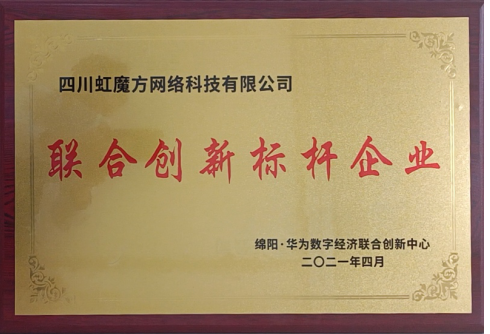 四川虹魔方网络科技有限公司
联合创新标杆企业
绵阳·华为数字经济联合创新中心
二〇二一年四月